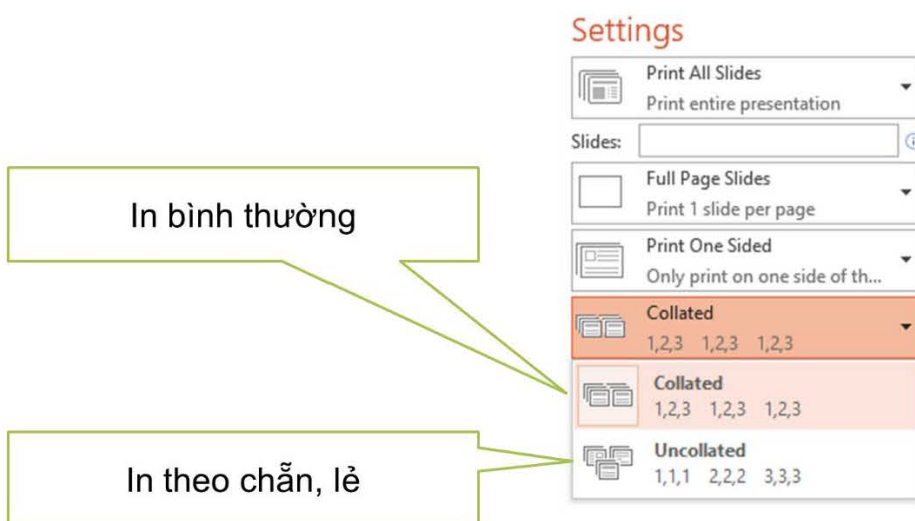 Settings
Print All Slides
Print entire presentation
Slides:
Full Page Slides
Print 1 slide per page
In bình thường
Print One Sided
Only print on one side of th...
Collated
1,2,3 1,2,3 1,2,3
Collated
1,2,3 1,2,3 1,2,3
In theo chẵn, lẻ
Uncollated
1,1,1 2,2,2 3,3,3